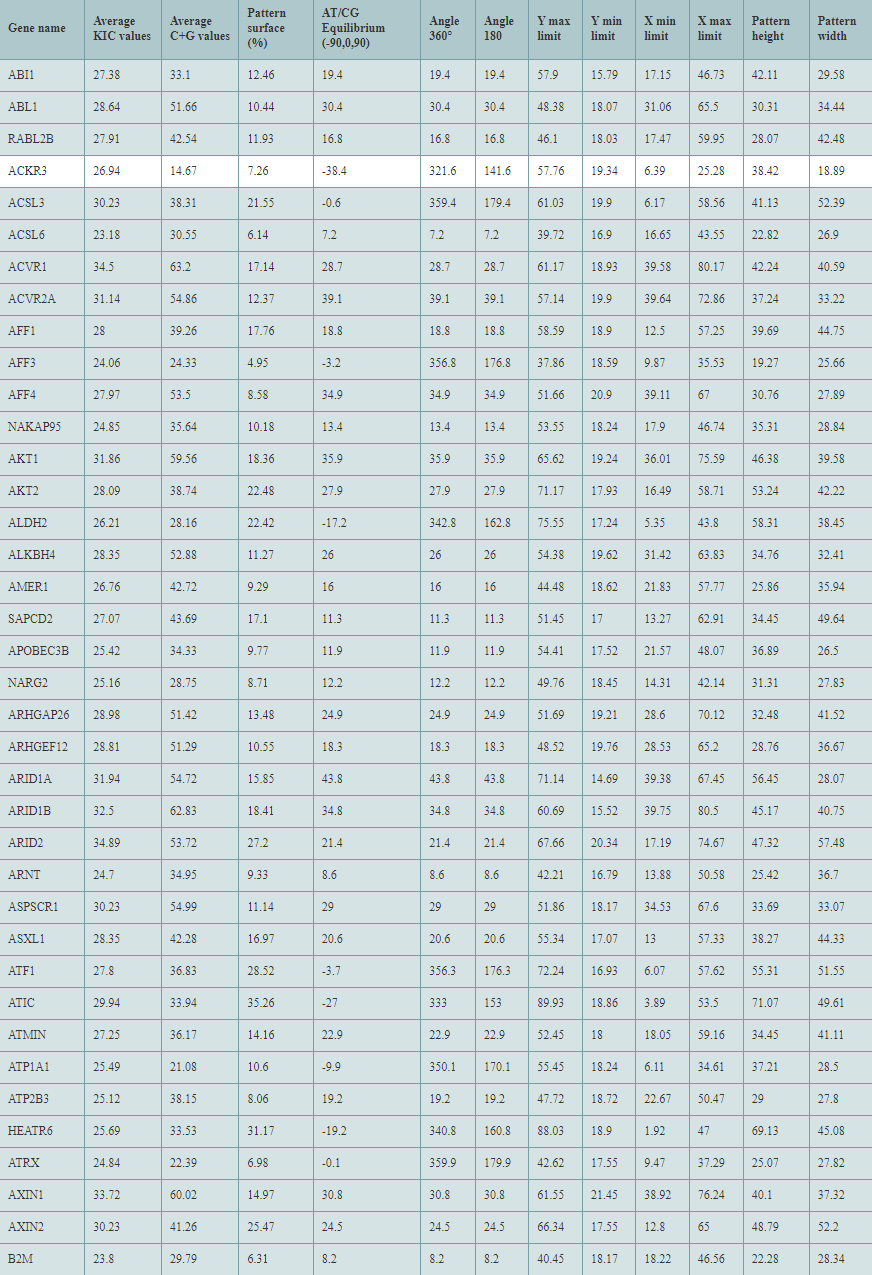 Gene name Average KIC values Average C+G values Pattern surface (%) AT/CG Equilibrium (-90,0,90) Angle 360° Angle 180 Y max limit Y min limit X min limit X max limit Pattern height Pattern width
ABI1 27.38 33.1 12.46 19.4 19.4 19.4 57.9 15.79 17.15 46.73 42.11 29.58
ABL1 28.64 51.66 10.44 30.4 30.4 30.4 48.38 18.07 31.06 65.5 30.31 34.44
RABL2B 27.91 42.54 11.93 16.8 16.8 16.8 46.1 18.03 17.47 59.95 28.07 42.48
ACKR3 26.94 14.67 7.26 -38.4 321.6 141.6 57.76 19.34 6.39 25.28 38.42 18.89
ACSL3 30.23 38.31 21.55 -0.6 359.4 179.4 61.03 19.9 6.17 58.56 41.13 52.39
ACSL6 23.18 30.55 6.14 7.2 7.2 7.2 39.72 16.9 16.65 43.55 22.82 26.9
ACVR1 34.5 63.2 17.14 28.7 28.7 28.7 61.17 18.93 39.58 80.17 42.24 40.59
ACVR2A 31.14 54.86 12.37 39.1 39.1 39.1 57.14 19.9 39.64 72.86 37.24 33.22
AFF1 28 39.26 17.76 18.8 18.8 18.8 58.59 18.9 12.5 57.25 39.69 44.75
AFF3 24.06 24.33 4.95 -3.2 356.8 176.8 37.86 18.59 9.87 35.53 19.27 25.66
AFF4 27.97 53.5 8.58 34.9 34.9 34.9 51.66 20.9 39.11 67 30.76 27.89
NAKAP95 24.85 35.64 10.18 13.4 13.4 13.4 53.55 18.24 17.9 46.74 35.31 28.84
AKT1 31.86 59.56 18.36 35.9 35.9 35.9 65.62 19.24 36.01 75.59 46.38 39.58
AKT2 28.09 38.74 22.48 27.9 27.9 27.9 71.17 17.93 16.49 58.71 53.24 42.22
ALDH2 26.21 28.16 22.42 -17.2 342.8 162.8 75.55 17.24 5.35 43.8 58.31 38.45
ALKBH4 28.35 52.88 11.27 26 26 26 54.38 19.62 31.42 63.83 34.76 32.41
AMER1 26.76 42.72 9.29 16 16 16 44.48 18.62 21.83 57.77 25.86 35.94
SAPCD2 27.07 43.69 17.1 11.3 11.3 11.3 51.45 17 13.27 62.91 34.45 49.64
APOBEC3B 25.42 34.33 9.77 11.9 11.9 11.9 54.41 17.52 21.57 48.07 36.89 26.5
NARG2 25.16 28.75 8.71 12.2 12.2 12.2 49.76 18.45 14.31 42.14 31.31 27.83
ARHGAP26 28.98 51.42 13.48 24.9 24.9 24.9 51.69 19.21 28.6 70.12 32.48 41.52
ARHGEF12 28.81 51.29 10.55 18.3 18.3 18.3 48.52 19.76 28.53 65.2 28.76 36.67
ARID1A 31.94 54.72 15.85 43.8 43.8 43.8 71.14 14.69 39.38 67.45 56.45 28.07
ARID1B 32.5 62.83 18.41 34.8 34.8 34.8 60.69 15.52 39.75 80.5 45.17 40.75
ARID2 34.89 53.72 27.2 21.4 21.4 21.4 67.66 20.34 17.19 74.67 47.32 57.48
ARNT 24.7 34.95 9.33 8.6 8.6 8.6 42.21 16.79 13.88 50.58 25.42 36.7
ASPSCR1 30.23 54.99 11.14 29 29 29 51.86 18.17 34.53 67.6 33.69 33.07
ASXL1 28.35 42.28 16.97 20.6 20.6 20.6 55.34 17.07 13 57.33 38.27 44.33
ATF1 27.8 36.83 28.52 -3.7 356.3 176.3 72.24 16.93 6.07 57.62 55.31 51.55
ATIC 29.94 33.94 35.26 -27 333 153 89.93 18.86 3.89 53.5 71.07 49.61
ATMIN 27.25 36.17 14.16 22.9 22.9 22.9 52.45 18 18.05 59.16 34.45 41.11
ATP1A1 25.49 21.08 10.6 -9.9 350.1 170.1 55.45 18.24 6.11 34.61 37.21 28.5
ATP2B3 25.12 38.15 8.06 19.2 19.2 19.2 47.72 18.72 22.67 50.47 29 27.8
HEATR6 25.69 33.53 31.17 -19.2 340.8 160.8 88.03 18.9 1.92 47 69.13 45.08
ATRX 24.84 22.39 6.98 -0.1 359.9 179.9 42.62 17.55 9.47 37.29 25.07 27.82
AXIN1 33.72 60.02 14.97 30.8 30.8 30.8 61.55 21.45 38.92 76.24 40.1 37.32
AXIN2 30.23 41.26 25.47 24.5 24.5 24.5 66.34 17.55 12.8 65 48.79 52.2
B2M 23.8 29.79 6.31 8.2 8.2 8.2 40.45 18.17 18.22 46.56 22.28 28.34